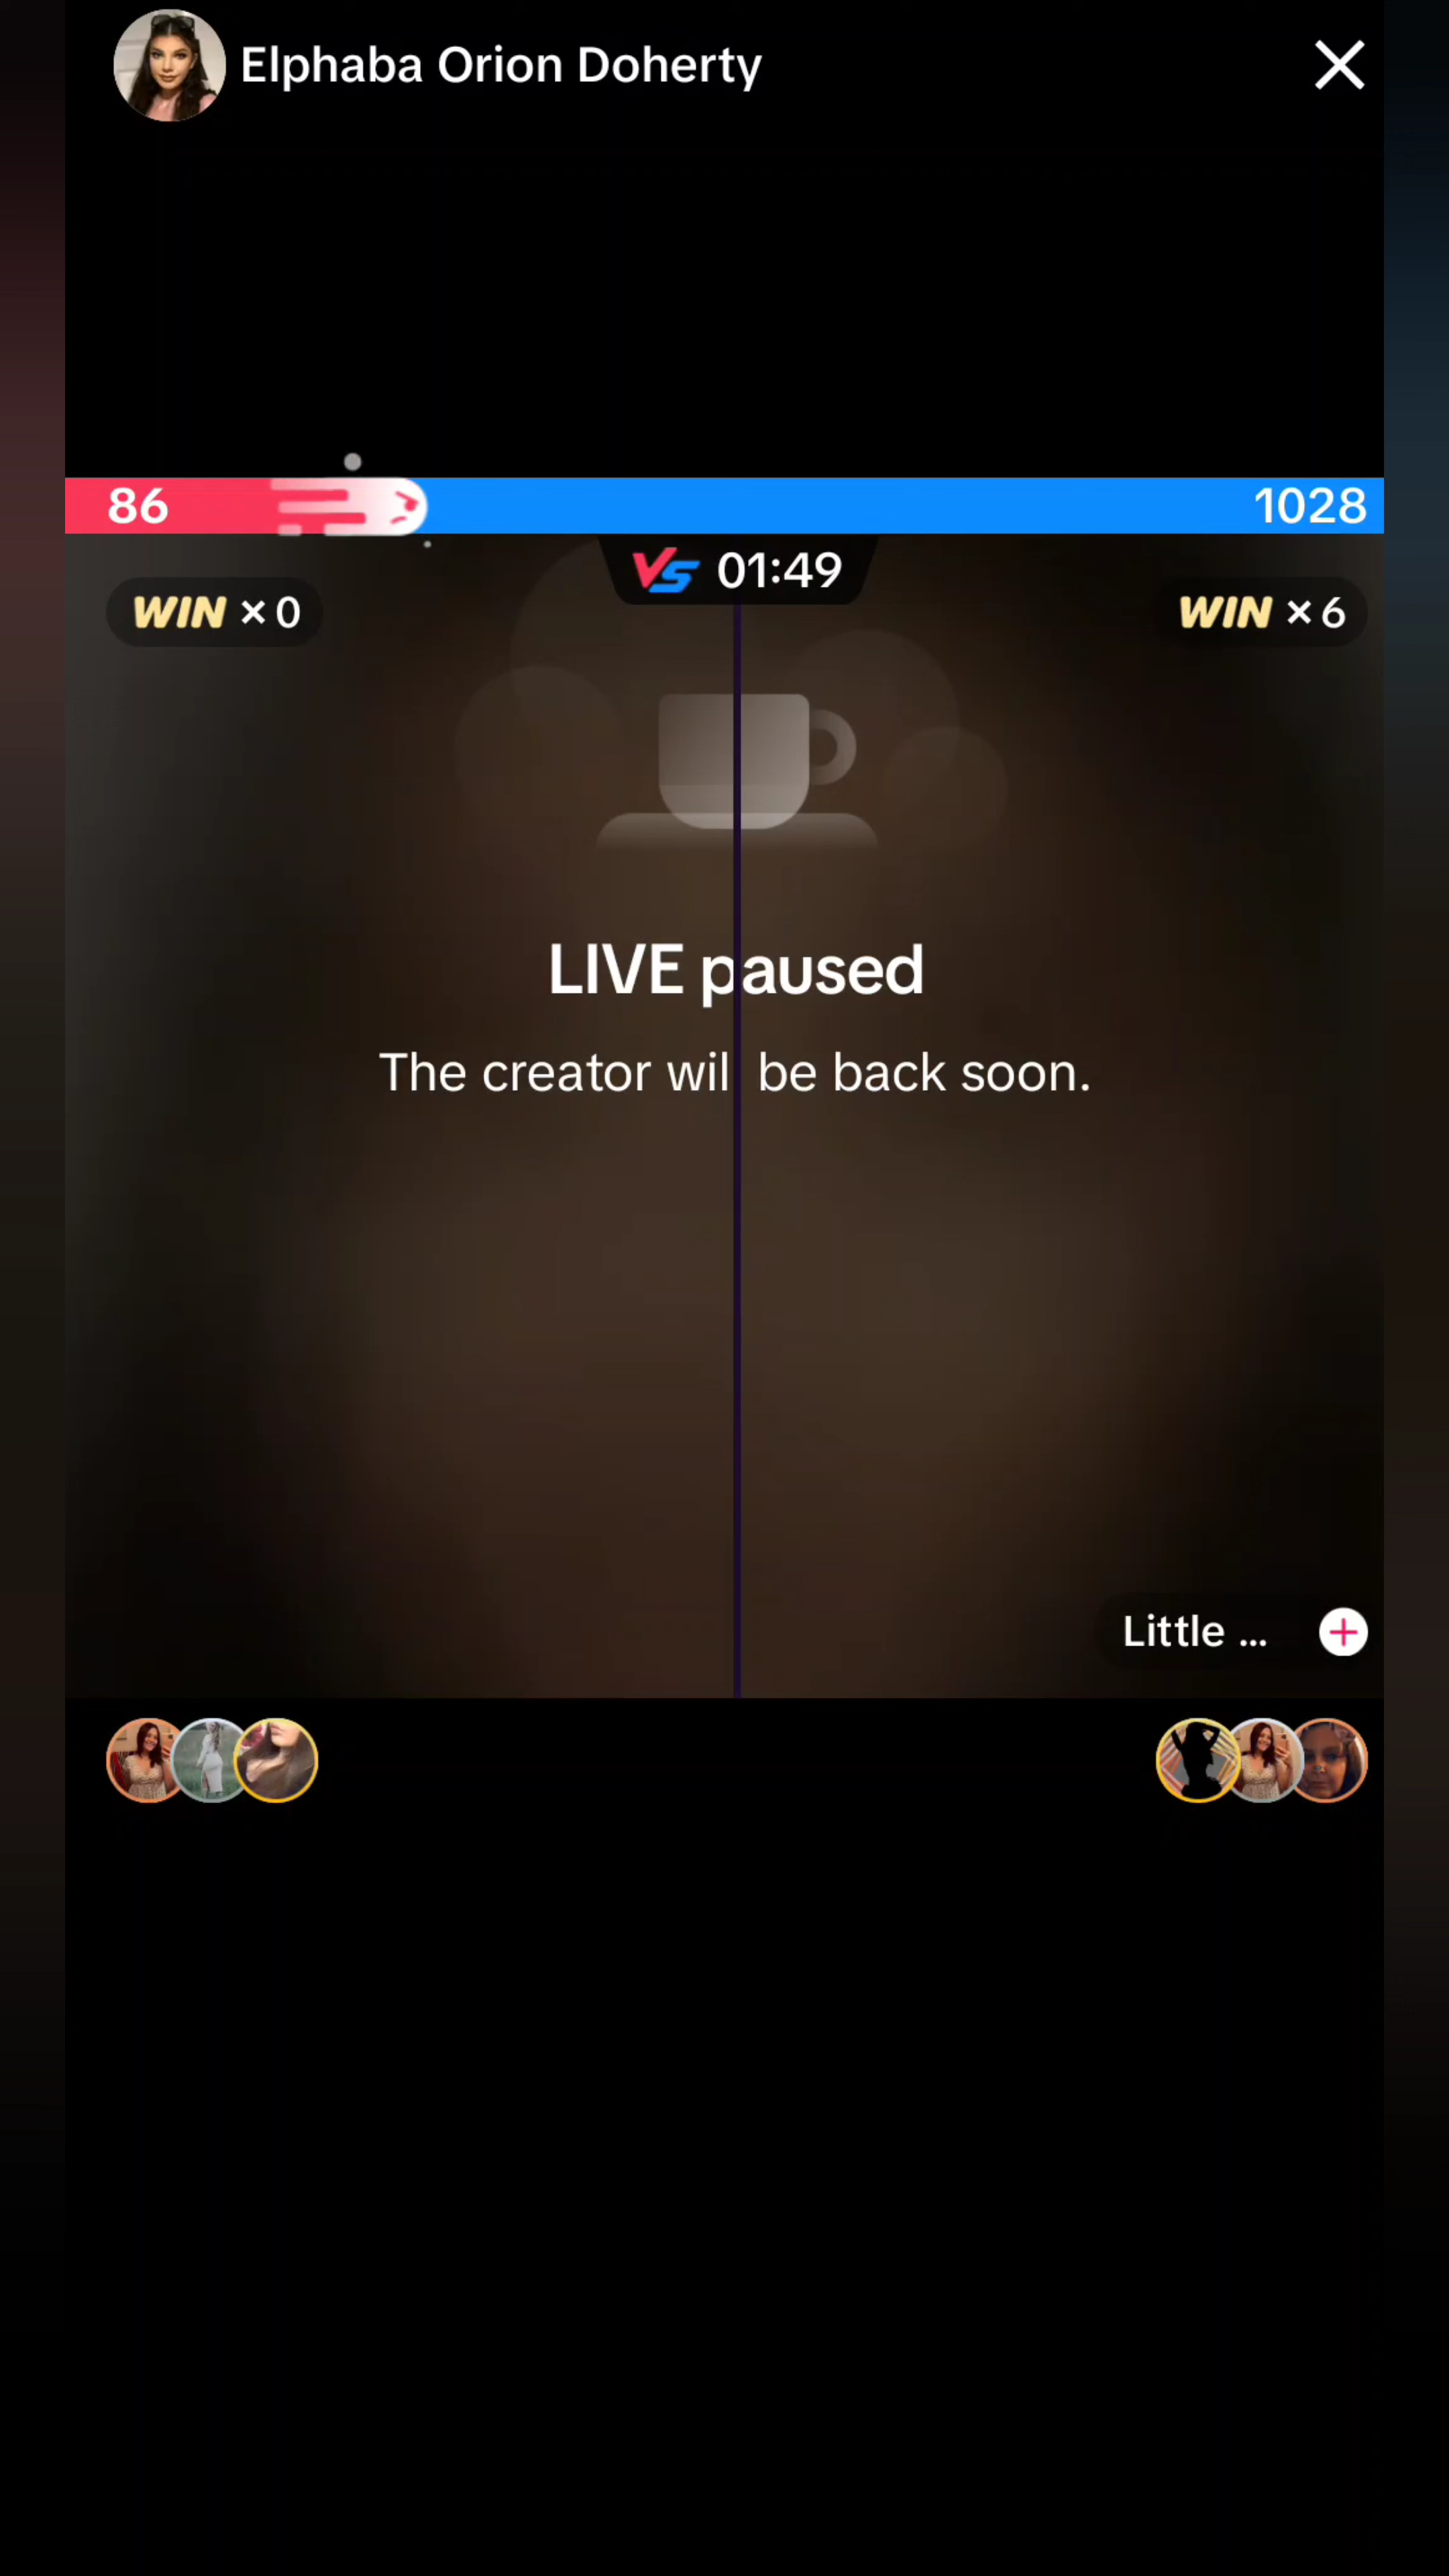 Elphaba Orion Doherty
86
1028
VS 01:49
WIN × 0
WIN × 6
LIVE paused
The creator will be back soon.
Little ...